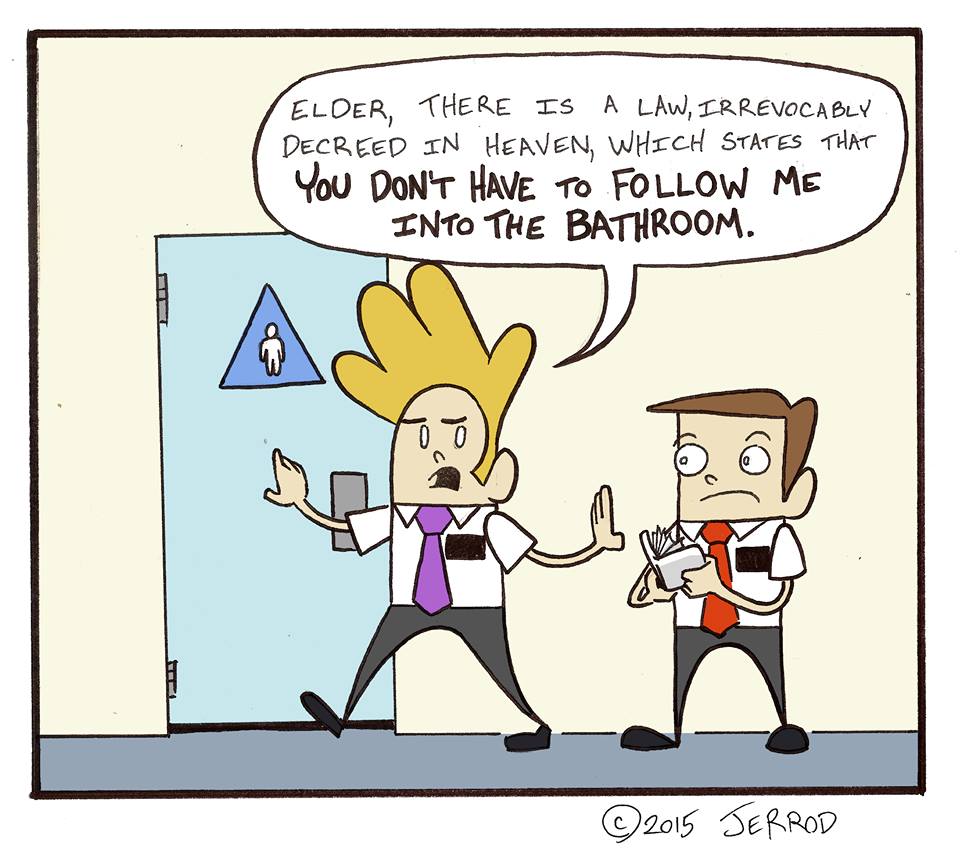 ELDER, THERE IS A LAW, IRREVOCABLY
DECREED IN HEAVEN, WHICH STATES THAT
YOU DON'T HAVE TO FOLLOW ME
INTO THE BATHROOM.
©2015 JERROD